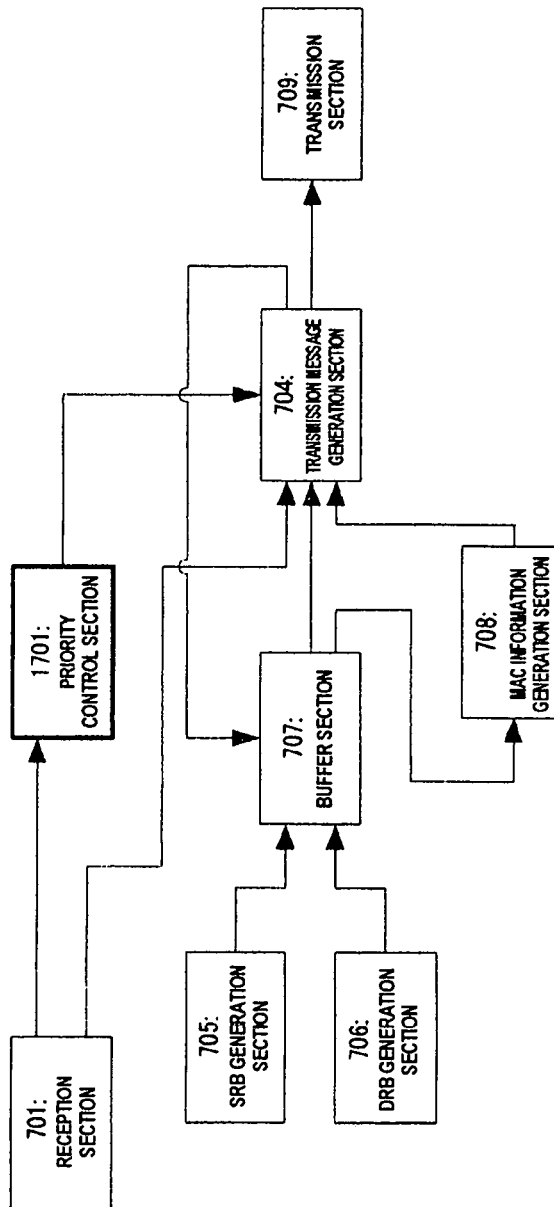 701:
RECEPTION
SECTION
1701:
PRIORITY
CONTROL SECTION
705:
SRB GENERATION
SECTION
706:
DRB GENERATION
SECTION
707:
BUFFER SECTION
708:
MAC INFORMATION
GENERATION SECTION
704:
TRANSMISSION MESSAGE
GENERATION SECTION
709:
TRANSMISSION
SECTION